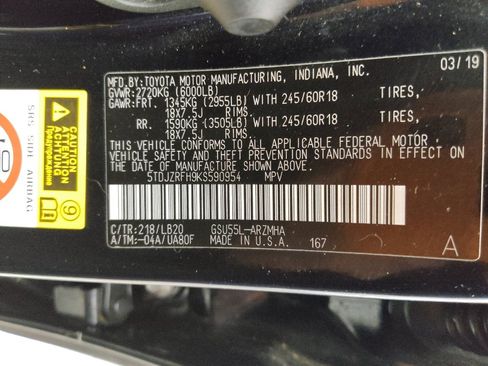 MFD.BY:TOYOTA MOTOR MANUFACTURING, INDIANA, INC. 03/19
GVWR:2720KG (6000LB)
GAWR:FRT. 1345KG (2955LB) WITH 245/60R18 TIRES,
18X7.5J RIMS.
RR. 1590KG (3505LB) WITH 245/60R18 TIRES,
18X7.5J RIMS.
THIS VEHICLE CONFORMS TO ALL APPLICABLE FEDERAL MOTOR
VEHICLE SAFETY AND THEFT PREVENTION STANDARDS IN EFFECT ON
THE DATE OF MANUFACTURE SHOWN ABOVE.
5TDJZRFH9KS590954 MPV
C/TR:218/LB20 GSU55L-ARZMHA
A/TM:-04A/UA80F MADE IN U.S.A. 167 A
SRS SIDE AIRBAG
ATTENTION
ACHTUNG
Предупреждение